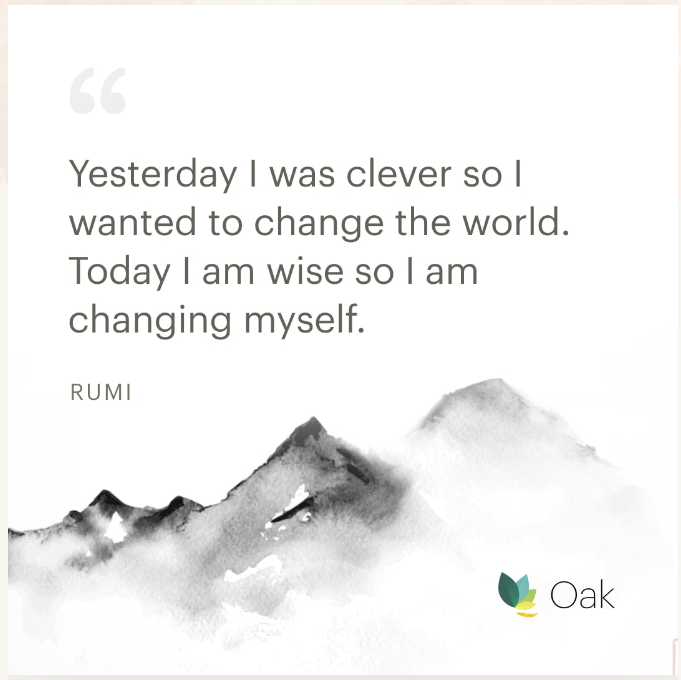 “
Yesterday I was clever so I
wanted to change the world.
Today I am wise so I am
changing myself.
RUMI
Oak